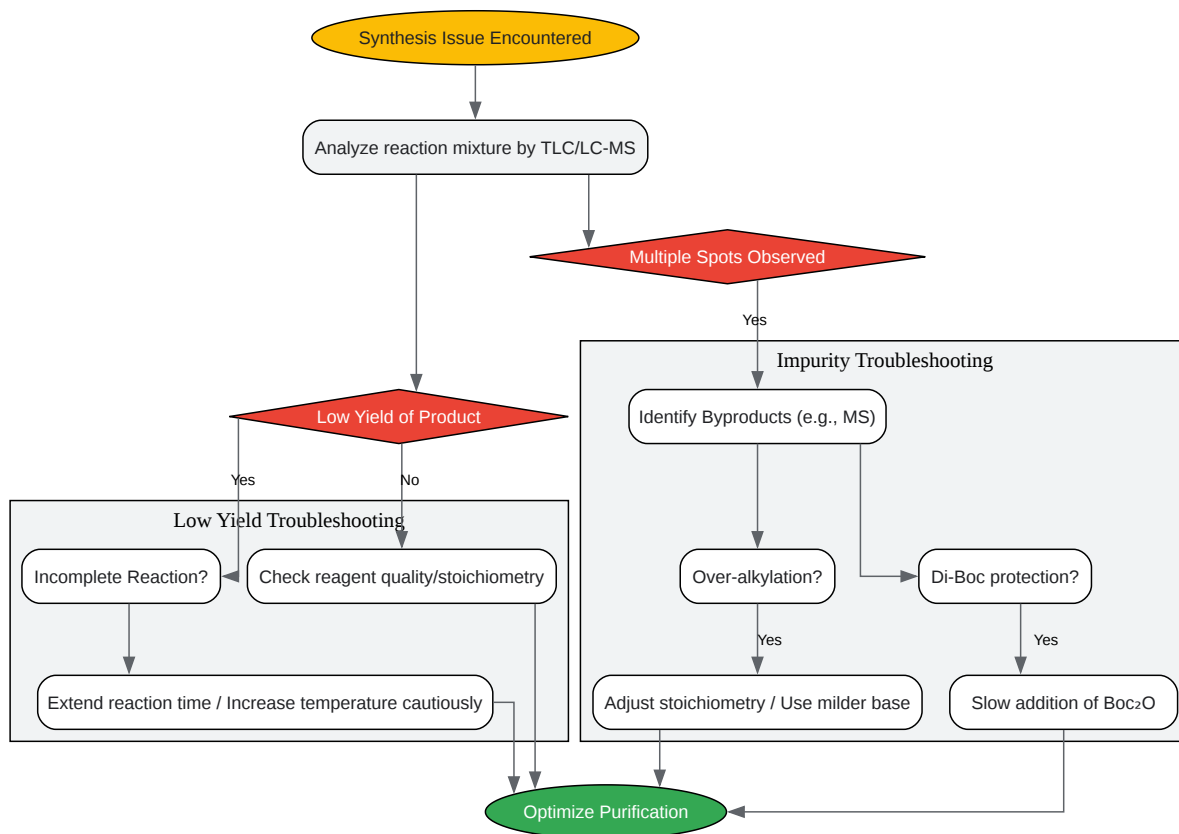 Synthesis Issue Encountered
Analyze reaction mixture by TLC/LC-MS
Multiple Spots Observed
Yes
Impurity Troubleshooting
Identify Byproducts (e.g., MS)
Low Yield of Product
Yes
No
Low Yield Troubleshooting
Incomplete Reaction?
Check reagent quality/stoichiometry
Over-alkylation?
Di-Boc protection?
Yes
Yes
Extend reaction time / Increase temperature cautiously
Adjust stoichiometry / Use milder base
Slow addition of Boc₂O
Optimize Purification